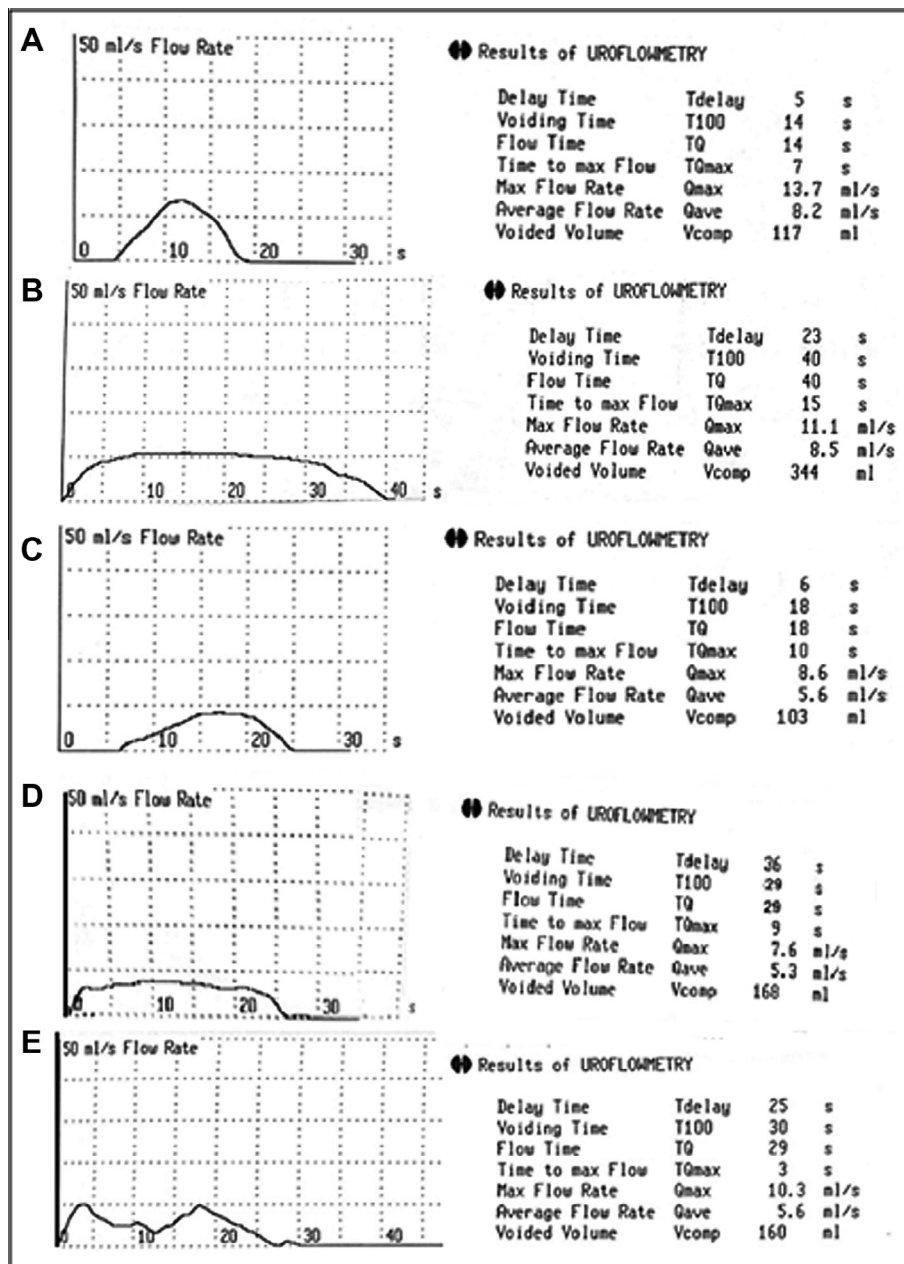 A
50 ml/s Flow Rate
0 10 20 30 s
Results of UROFLOWMETRY
Delay Time Tdelay 5 s
Voiding Time T100 14 s
Flow Time TQ 14 s
Time to max Flow TQmax 7 s
Max Flow Rate Qmax 13.7 ml/s
Average Flow Rate Qave 8.2 ml/s
Voided Volume Vcomp 117 ml
B
50 ml/s Flow Rate
0 10 20 30 40 s
Results of UROFLOWMETRY
Delay Time Tdelay 23 s
Voiding Time T100 40 s
Flow Time TQ 40 s
Time to max Flow TQmax 15 s
Max Flow Rate Qmax 11.1 ml/s
Average Flow Rate Qave 8.5 ml/s
Voided Volume Vcomp 344 ml
C
50 ml/s Flow Rate
0 10 20 30 s
Results of UROFLOWMETRY
Delay Time Tdelay 6 s
Voiding Time T100 18 s
Flow Time TQ 18 s
Time to max Flow TQmax 10 s
Max Flow Rate Qmax 8.6 ml/s
Average Flow Rate Qave 5.6 ml/s
Voided Volume Vcomp 103 ml
D
50 ml/s Flow Rate
0 10 20 30 s
Results of UROFLOWMETRY
Delay Time Tdelay 36 s
Voiding Time T100 29 s
Flow Time TQ 29 s
Time to max Flow TQmax 9 s
Max Flow Rate Qmax 7.6 ml/s
Average Flow Rate Qave 5.3 ml/s
Voided Volume Vcomp 168 ml
E
50 ml/s Flow Rate
0 10 20 30 40
Results of UROFLOWMETRY
Delay Time Tdelay 25 s
Voiding Time T100 30 s
Flow Time TQ 29 s
Time to max Flow TQmax 3 s
Max Flow Rate Qmax 10.3 ml/s
Average Flow Rate Qave 5.6 ml/s
Voided Volume Vcomp 160 ml